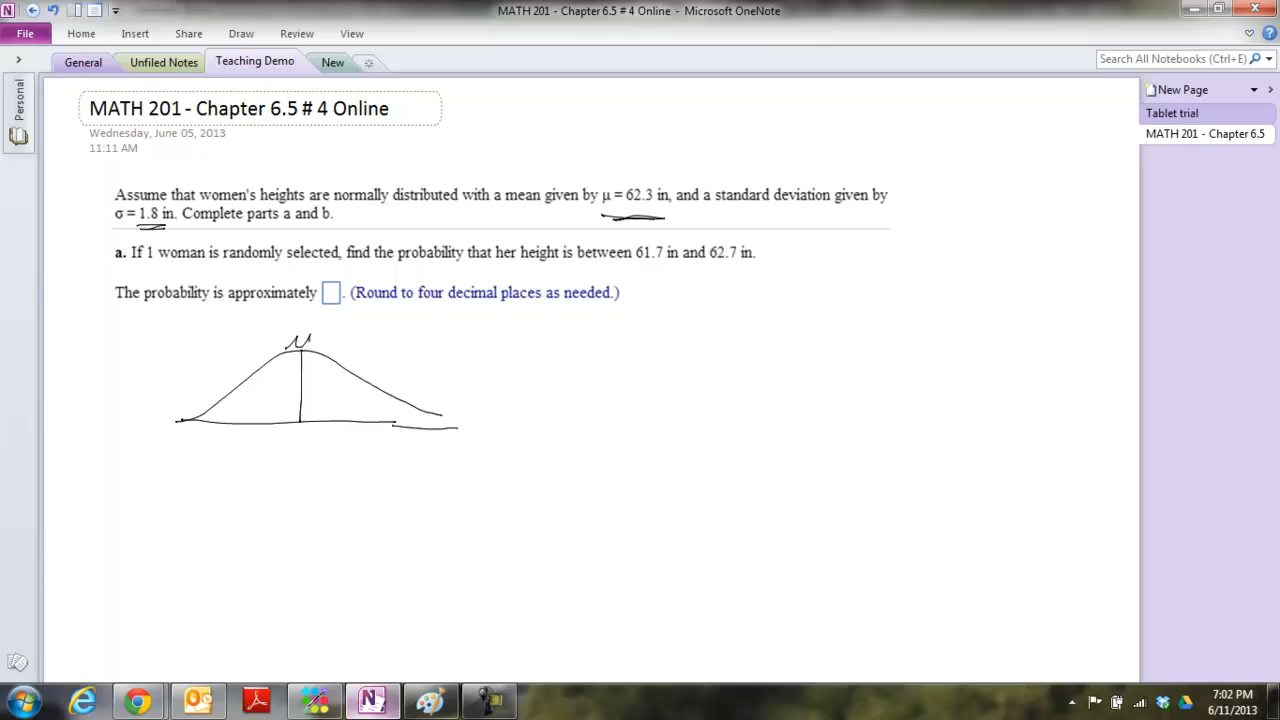 MATH 201 - Chapter 6.5 # 4 Online - Microsoft OneNote
File Home Insert Share Draw Review View
General Unfiled Notes Teaching Demo New
Search All Notebooks (Ctrl+E)
Personal
New Page
Tablet trial
MATH 201 - Chapter 6.5
MATH 201 - Chapter 6.5 # 4 Online
Wednesday, June 05, 2013
11:11 AM
Assume that women's heights are normally distributed with a mean given by μ = 62.3 in, and a standard deviation given by
σ = 1.8 in. Complete parts a and b.
a. If 1 woman is randomly selected, find the probability that her height is between 61.7 in and 62.7 in.
The probability is approximately . (Round to four decimal places as needed.)
μ
7:02 PM
6/11/2013